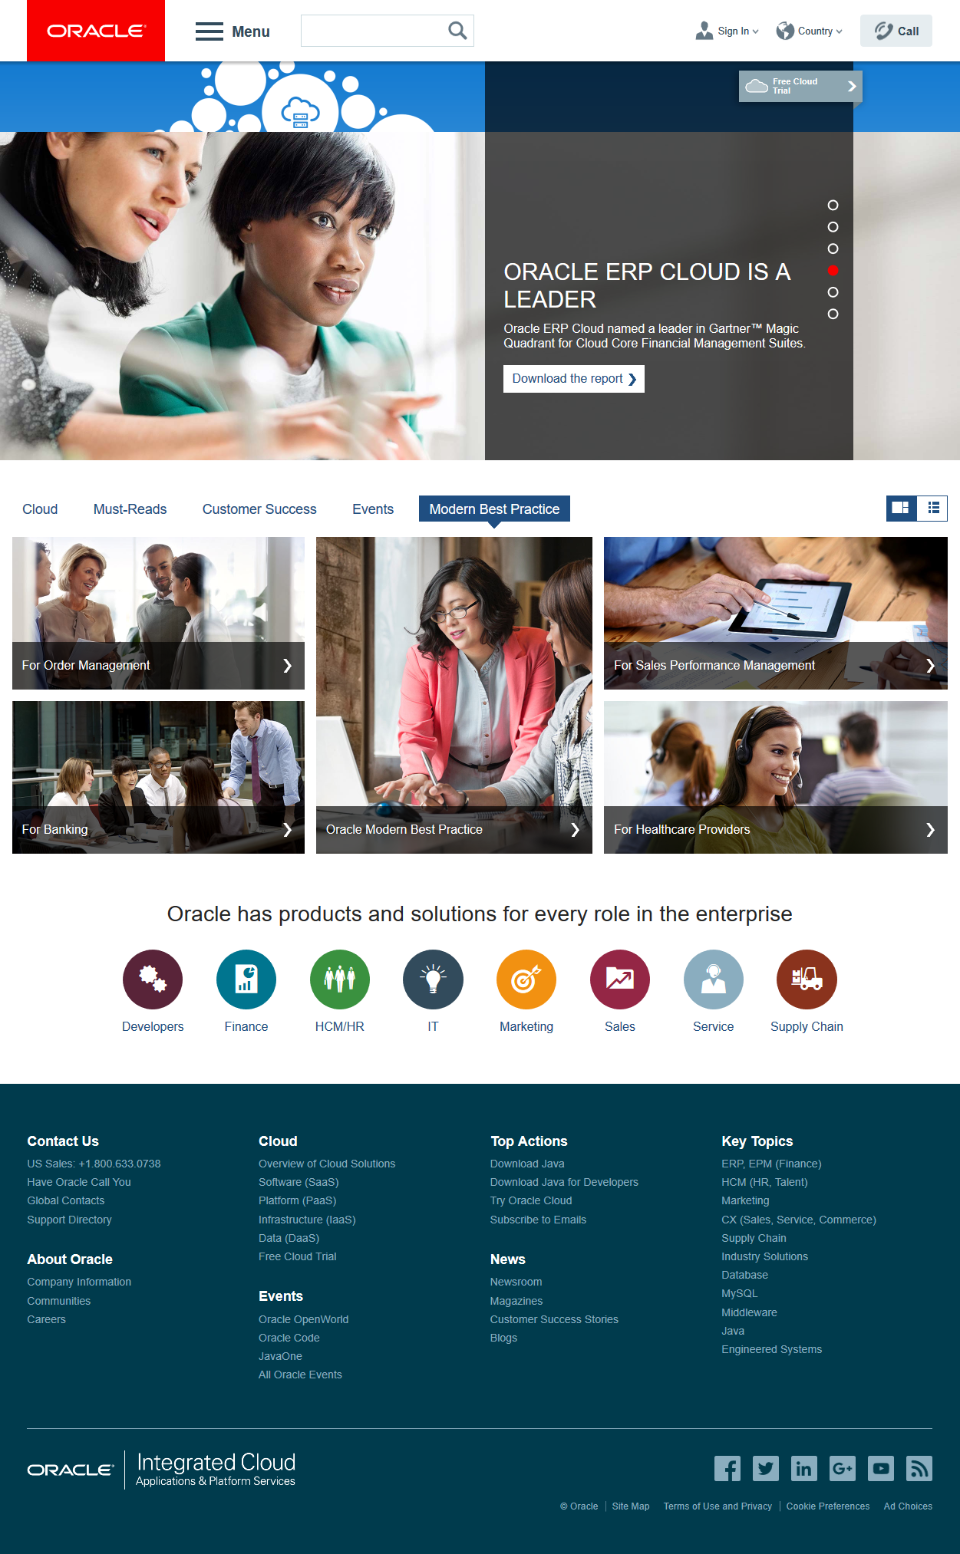 ORACLE
Menu
Sign In
Country
Call
Free Cloud
Trial
ORACLE ERP CLOUD IS A
LEADER
Oracle ERP Cloud named a leader in Gartner™ Magic
Quadrant for Cloud Core Financial Management Suites.
Download the report
Cloud
Must-Reads
Customer Success
Events
Modern Best Practice
For Order Management
Oracle Modern Best Practice
For Sales Performance Management
For Banking
For Healthcare Providers
Oracle has products and solutions for every role in the enterprise
Developers
Finance
HCM/HR
IT
Marketing
Sales
Service
Supply Chain
Contact Us
US Sales: +1.800.633.0738
Have Oracle Call You
Global Contacts
Support Directory
About Oracle
Company Information
Communities
Careers
Cloud
Overview of Cloud Solutions
Software (SaaS)
Platform (PaaS)
Infrastructure (IaaS)
Data (DaaS)
Free Cloud Trial
Events
Oracle OpenWorld
Oracle Code
JavaOne
All Oracle Events
Top Actions
Download Java
Download Java for Developers
Try Oracle Cloud
Subscribe to Emails
News
Newsroom
Magazines
Customer Success Stories
Blogs
Key Topics
ERP, EPM (Finance)
HCM (HR, Talent)
Marketing
CX (Sales, Service, Commerce)
Supply Chain
Industry Solutions
Database
MySQL
Middleware
Java
Engineered Systems
ORACLE
Integrated Cloud
Applications & Platform Services
© Oracle | Site Map
Terms of Use and Privacy | Cookie Preferences
Ad Choices